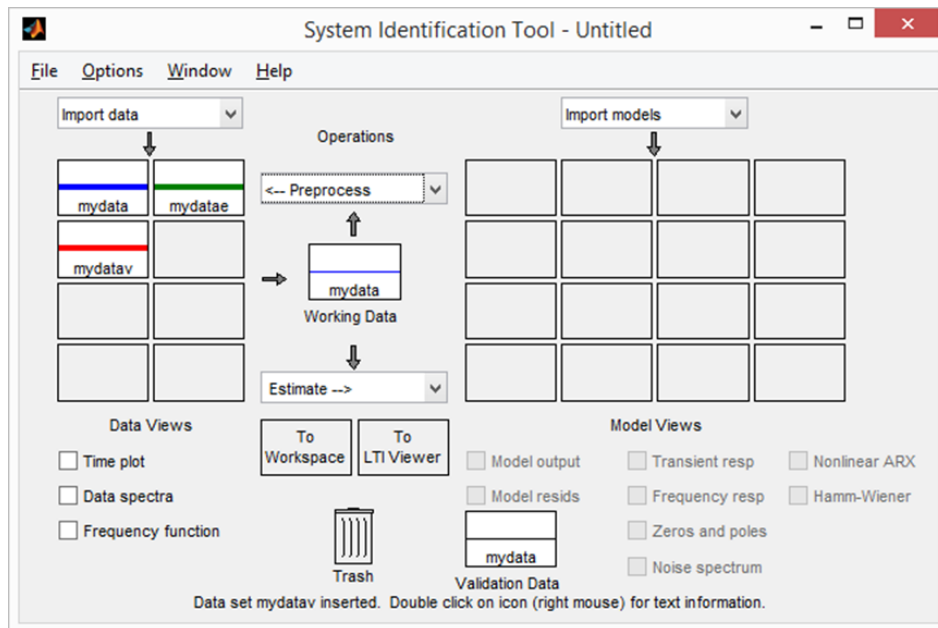 System Identification Tool - Untitled
File Options Window Help
Import data
Import models
Operations
mydata
mydatae
<-- Preprocess
mydatav
mydata
Working Data
Estimate -->
Data Views
Time plot
Data spectra
Frequency function
To
Workspace
To
LTI Viewer
Trash
Model Views
Model output
Transient resp
Nonlinear ARX
Model resids
Frequency resp
Hamm-Wiener
Zeros and poles
Noise spectrum
mydata
Validation Data
Data set mydatav inserted. Double click on icon (right mouse) for text information.